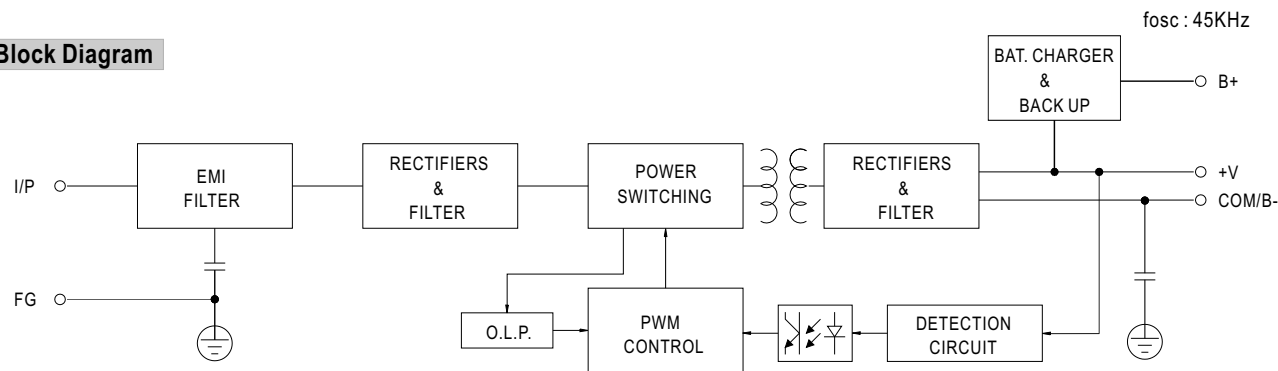 fosc : 45KHz
Block Diagram
BAT. CHARGER
&
BACK UP
B+
I/P
EMI
FILTER
RECTIFIERS
&
FILTER
POWER
SWITCHING
RECTIFIERS
&
FILTER
+V
COM/B-
FG
O.L.P.
PWM
CONTROL
DETECTION
CIRCUIT